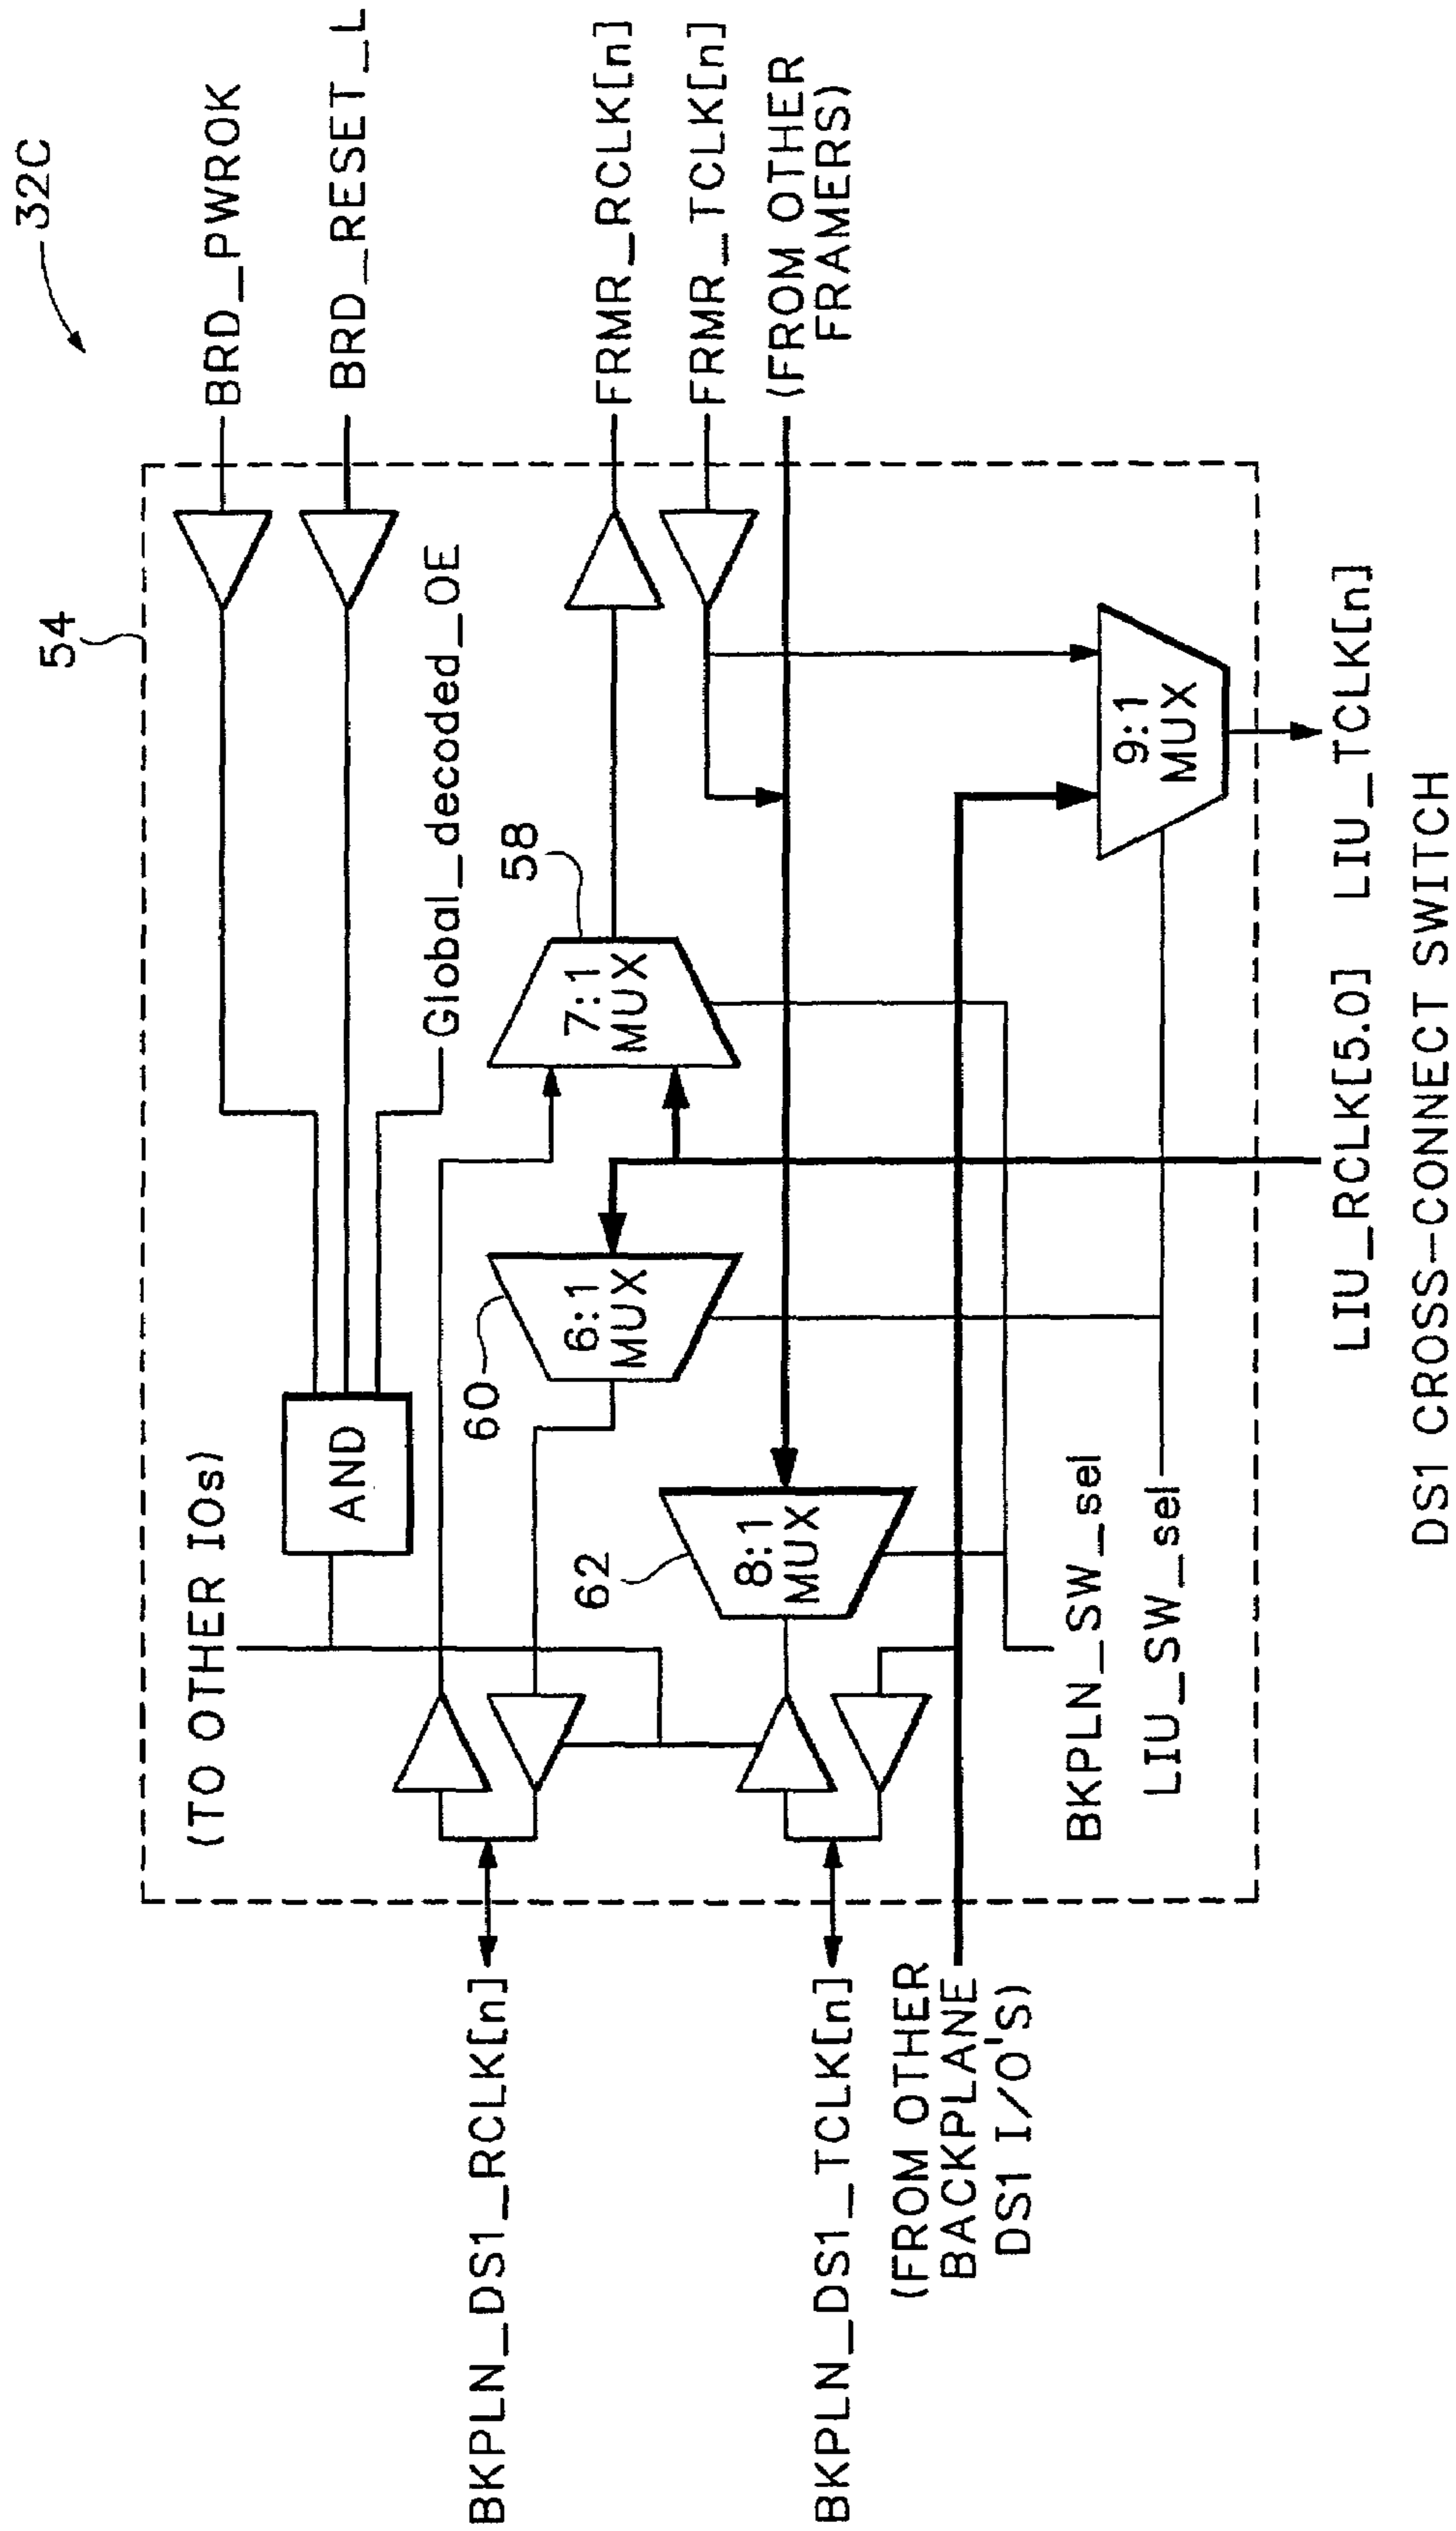 32C
54
BRD_PWROK
BRD_RESET_L
FRMR_RCLK[n]
FRMR_TCLK[n]
(FROM OTHER
FRAMERS)
(TO OTHER IOs)
AND
Global_decoded_OE
58
7:1
MUX
60
6:1
MUX
62
8:1
MUX
9:1
MUX
BKPLN_DS1_RCLK[n]
BKPLN_DS1_TCLK[n]
(FROM OTHER
BACKPLANE
DS1 I/O'S)
BKPLN_SW_sel
LIU_SW_sel
LIU_RCLK[5.0]
LIU_TCLK[n]
DS1 CROSS-CONNECT SWITCH